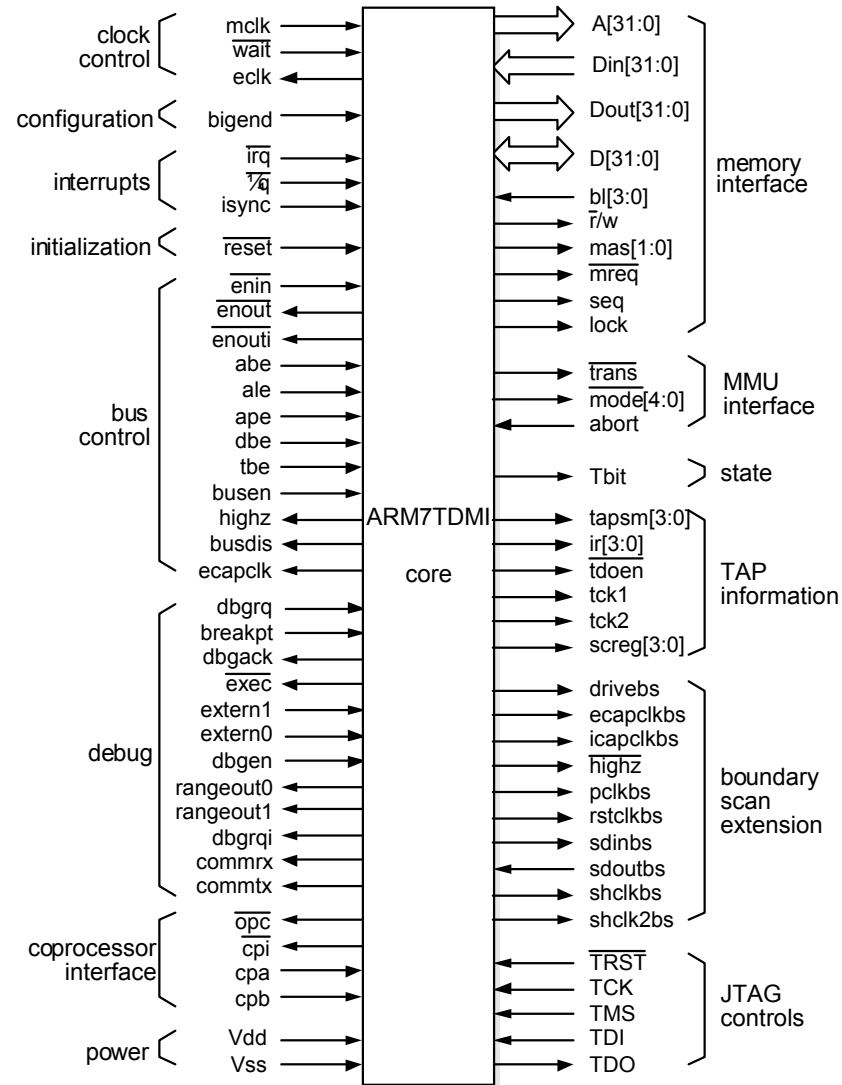 clock
control
mclk
wait
eclk
configuration
bigend
interrupts
irq
¼q
isync
initialization
reset
bus
control
enin
enout
enouti
abe
ale
ape
dbe
tbe
busen
highz
busdis
ecapclk
debug
dbgrq
breakpt
dbgack
exec
extern1
extern0
dbgen
rangeout0
rangeout1
dbgrqi
commrx
commtx
coprocessor
interface
opc
cpi
cpa
cpb
power
Vdd
Vss
ARM7TDMI
core
A[31:0]
Din[31:0]
Dout[31:0]
D[31:0]
bl[3:0]
r/w
mas[1:0]
mreq
seq
lock
memory
interface
trans
mode[4:0]
abort
MMU
interface
Tbit
state
tapsm[3:0]
ir[3:0]
tdoen
tck1
tck2
screg[3:0]
TAP
information
drivebs
ecapclkbs
icapclkbs
highz
pclkbs
rstclkbs
sdinbs
sdoutbs
shclkbs
shclk2bs
boundary
scan
extension
TRST
TCK
TMS
TDI
TDO
JTAG
controls